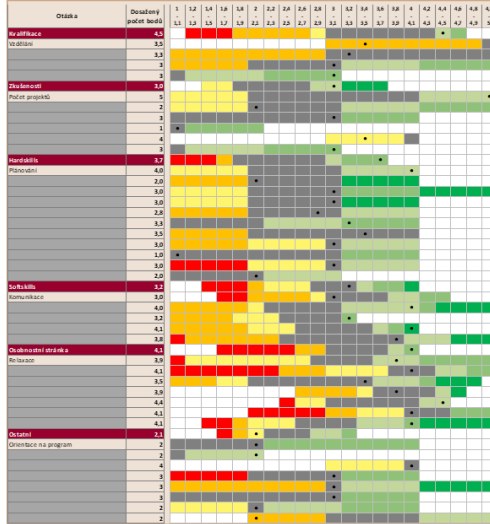 Otázka Dosažený počet bodů 1 1,2 1,4 1,6 1,8 2 2,2 2,4 2,6 2,8 3 3,2 3,4 3,6 3,8 4 4,2 4,4 4,6 4,8
- - - - - - - - - - - - - - - - - - - -
1,1 1,3 1,5 1,7 1,9 2,1 2,3 2,5 2,7 2,9 3,1 3,3 3,5 3,7 3,9 4,1 4,3 4,5 4,7 4,9
Kvalifikace 4,5
Vzdělání 3,5
3,3
3
3
Zkušenosti 3,0
Počet projektů 5
2
3
1
4
3
Hardskills 3,7
Plánování 4,0
2,0
3,0
3,0
2,8
3,3
3,5
3,0
1,0
3,0
2,0
Softskills 3,2
Komunikace 3,0
4,0
3,2
4,1
3,8
Osobnostní stránka 4,1
Relaxace 3,9
4,1
3,5
3,9
4,4
4,1
4,1
Ostatní 2,1
Orientace na program 2
2
4
3
3
3
2
2